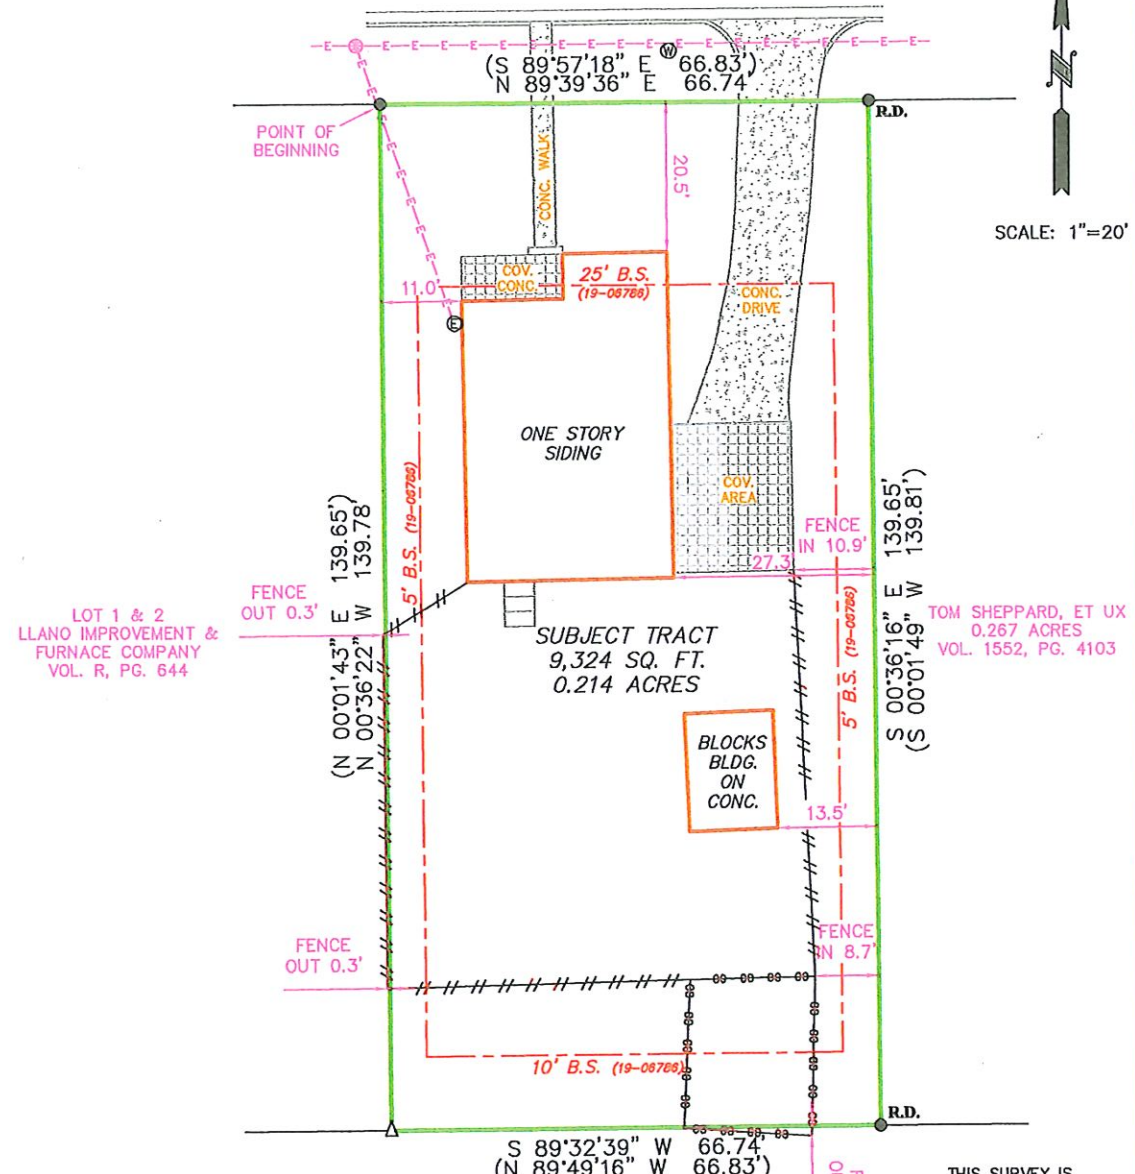 E E E E E E E E E E E E E E
W
(S 89°57'18" E 66.83')
N 89°39'36" E 66.74'
N
R.D.
POINT OF
BEGINNING
CONC. WALK
20.5'
SCALE: 1"=20'
COV.
CONC.
25' B.S.
(19-06786)
11.0'
CONC.
DRIVE
E
ONE STORY
SIDING
COV.
AREA
5' B.S. (19-06786)
(N 00°01'43" E 139.65')
N 00°36'22" W 139.78'
FENCE
IN 10.9'
27.3'
S 00°36'16" E 139.65'
(S 00°01'49" W 139.81')
FENCE
OUT 0.3'
LOT 1 & 2
LLANO IMPROVEMENT &
FURNACE COMPANY
VOL. R, PG. 644
SUBJECT TRACT
9,324 SQ. FT.
0.214 ACRES
5' B.S. (19-06786)
TOM SHEPPARD, ET UX
0.267 ACRES
VOL. 1552, PG. 4103
BLOCKS
BLDG.
ON
CONC.
13.5'
FENCE
OUT 0.3'
FENCE
IN 8.7'
10' B.S. (19-06786)
R.D.
S 89°32'39" W 66.74'
(N 89°49'16" W 66.83')
THIS SURVEY IS